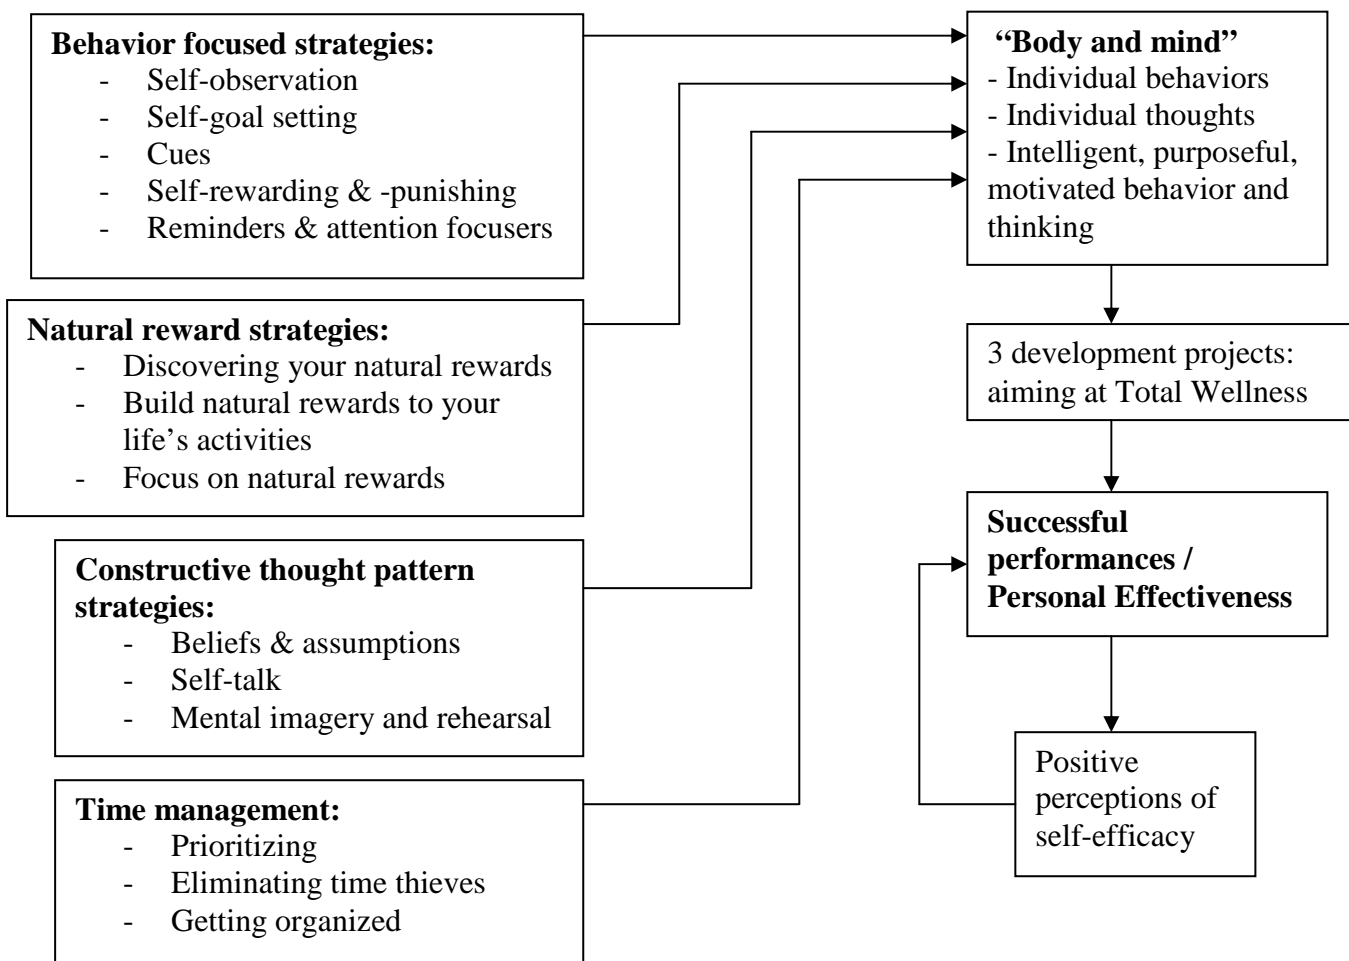 Behavior focused strategies:
- Self-observation
- Self-goal setting
- Cues
- Self-rewarding & -punishing
- Reminders & attention focusers
Natural reward strategies:
- Discovering your natural rewards
- Build natural rewards to your
life’s activities
- Focus on natural rewards
Constructive thought pattern
strategies:
- Beliefs & assumptions
- Self-talk
- Mental imagery and rehearsal
Time management:
- Prioritizing
- Eliminating time thieves
- Getting organized
“Body and mind”
- Individual behaviors
- Individual thoughts
- Intelligent, purposeful,
motivated behavior and
thinking
3 development projects:
aiming at Total Wellness
Successful
performances /
Personal Effectiveness
Positive
perceptions of
self-efficacy